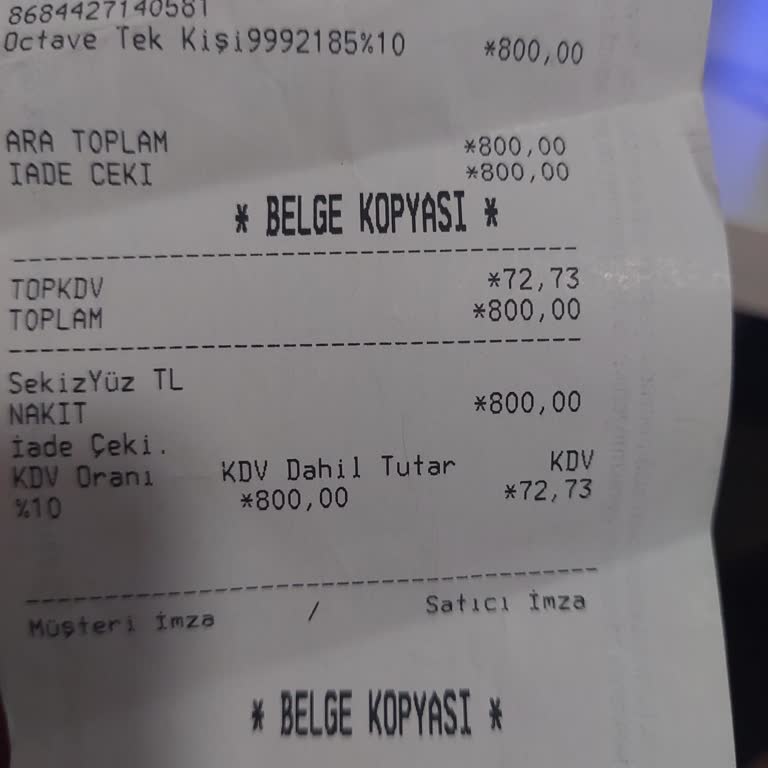 8684427140581
Octave Tek Kişi9992185%10 *800,00
ARA TOPLAM *800,00
IADE CEKI *800,00
* BELGE KOPYASI *
TOPKDV *72,73
TOPLAM *800,00
SekizYüz TL
NAKIT *800,00
İade Çeki.
KDV Oranı KDV Dahil Tutar KDV
%10 *800,00 *72,73
Müşteri İmza / Satıcı İmza
* BELGE KOPYASI *